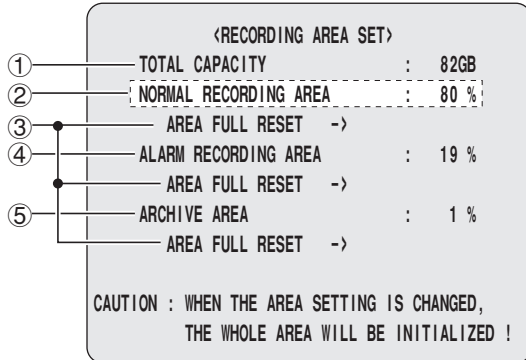 <RECORDING AREA SET>
① TOTAL CAPACITY : 82GB
② NORMAL RECORDING AREA : 80 %
③ AREA FULL RESET ->
④ ALARM RECORDING AREA : 19 %
AREA FULL RESET ->
⑤ ARCHIVE AREA : 1 %
AREA FULL RESET ->
CAUTION : WHEN THE AREA SETTING IS CHANGED,
THE WHOLE AREA WILL BE INITIALIZED !